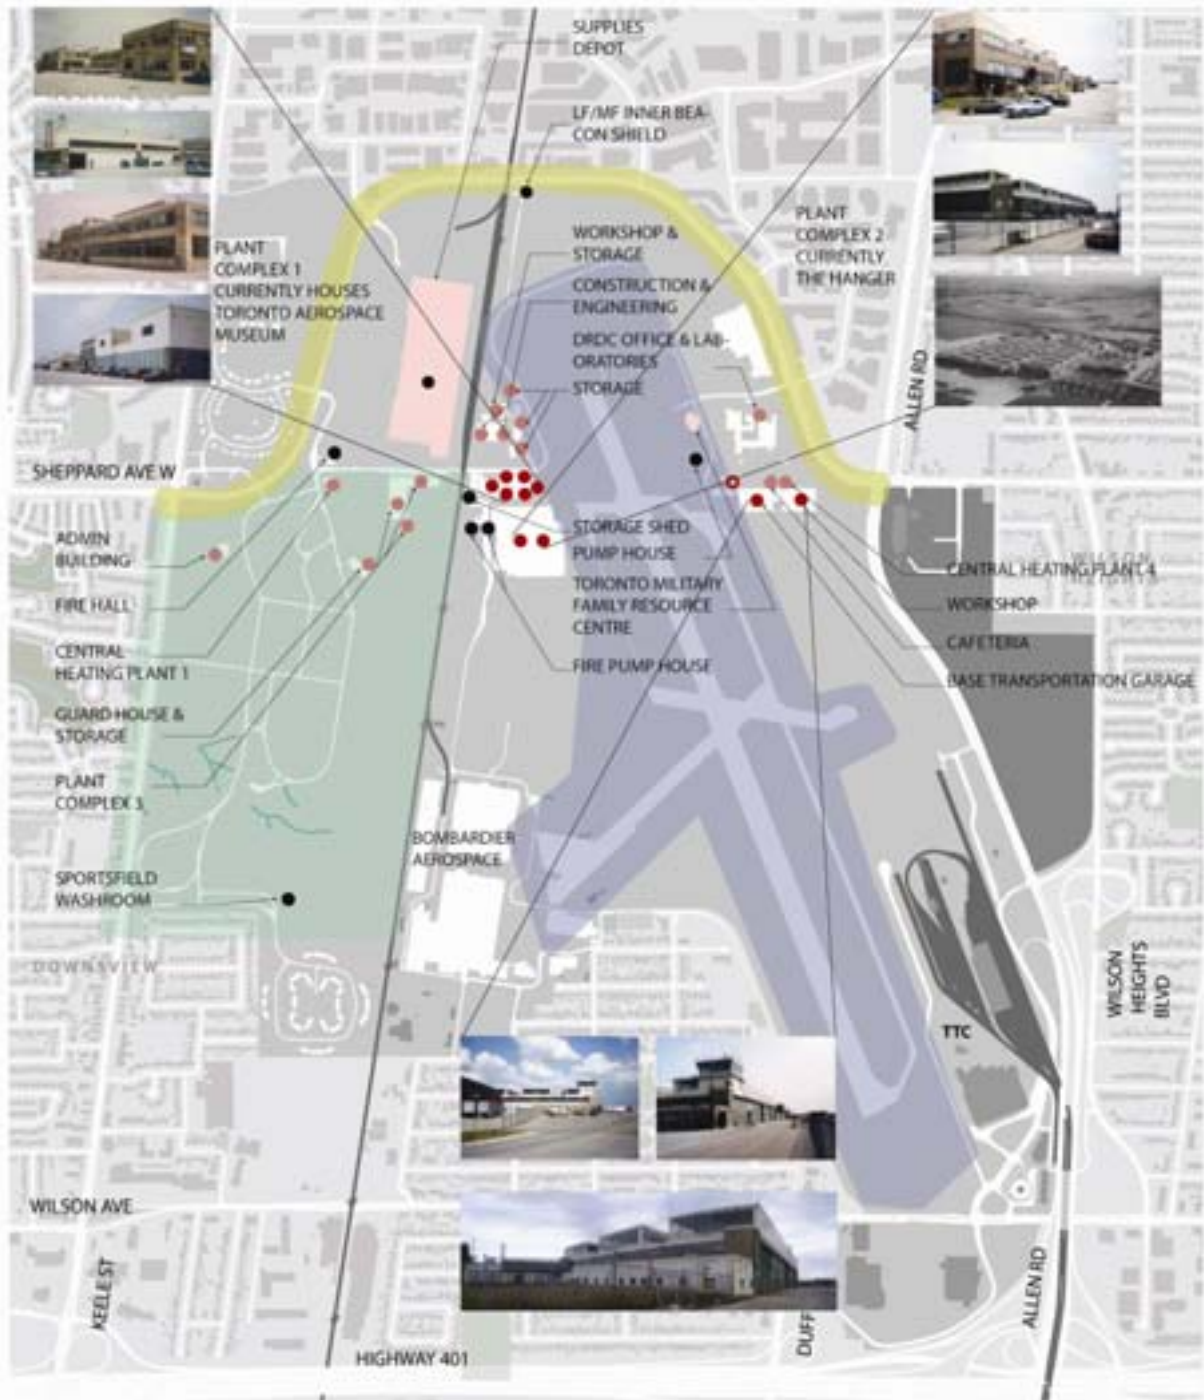 SUPPLIES
DEPOT
LF/MF INNER BEA-
CON SHIELD
PLANT
COMPLEX 1
CURRENTLY HOUSES
TORONTO AEROSPACE
MUSEUM
WORKSHOP &
STORAGE
CONSTRUCTION &
ENGINEERING
DRDC OFFICE & LAB-
ORATORIES
STORAGE
PLANT
COMPLEX 2
CURRENTLY
THE HANGER
ALLEN RD
SHEPPARD AVE W
ADMIN
BUILDING
FIRE HALL
CENTRAL
HEATING PLANT 1
GUARD HOUSE &
STORAGE
PLANT
COMPLEX 3
SPORTSFIELD
WASHROOM
STORAGE SHED
PUMP HOUSE
TORONTO MILITARY
FAMILY RESOURCE
CENTRE
FIRE PUMP HOUSE
WILSON
HEIGHTS
CENTRAL HEATING PLANT 4
WORKSHOP
CAFETERIA
BASE TRANSPORTATION GARAGE
BOMBARDIER
AEROSPACE
DOWNSVIEW
WILSON
HEIGHTS
BLVD
TTC
WILSON AVE
KEELE ST
DUFF
ALLEN RD
HIGHWAY 401